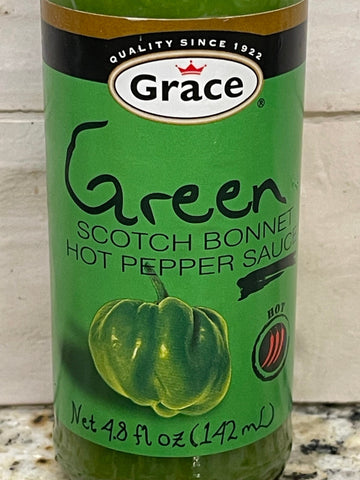 QUALITY SINCE 1922
Grace®
Green
SCOTCH BONNET
HOT PEPPER SAUCE
HOT
Net 4.8 fl oz (142 mL)